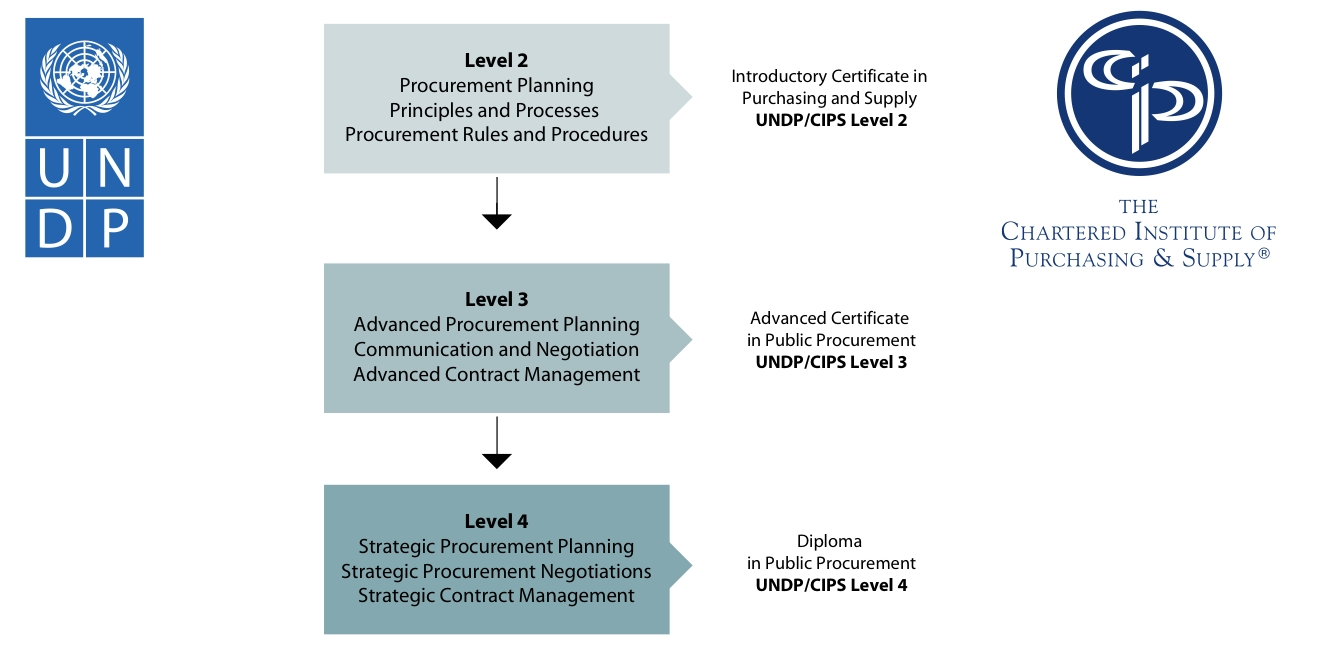 U N
D P
Level 2
Procurement Planning
Principles and Processes
Procurement Rules and Procedures
Introductory Certificate in
Purchasing and Supply
UNDP/CIPS Level 2
THE
CHARTERED INSTITUTE OF
PURCHASING & SUPPLY®
Level 3
Advanced Procurement Planning
Communication and Negotiation
Advanced Contract Management
Advanced Certificate
in Public Procurement
UNDP/CIPS Level 3
Level 4
Strategic Procurement Planning
Strategic Procurement Negotiations
Strategic Contract Management
Diploma
in Public Procurement
UNDP/CIPS Level 4